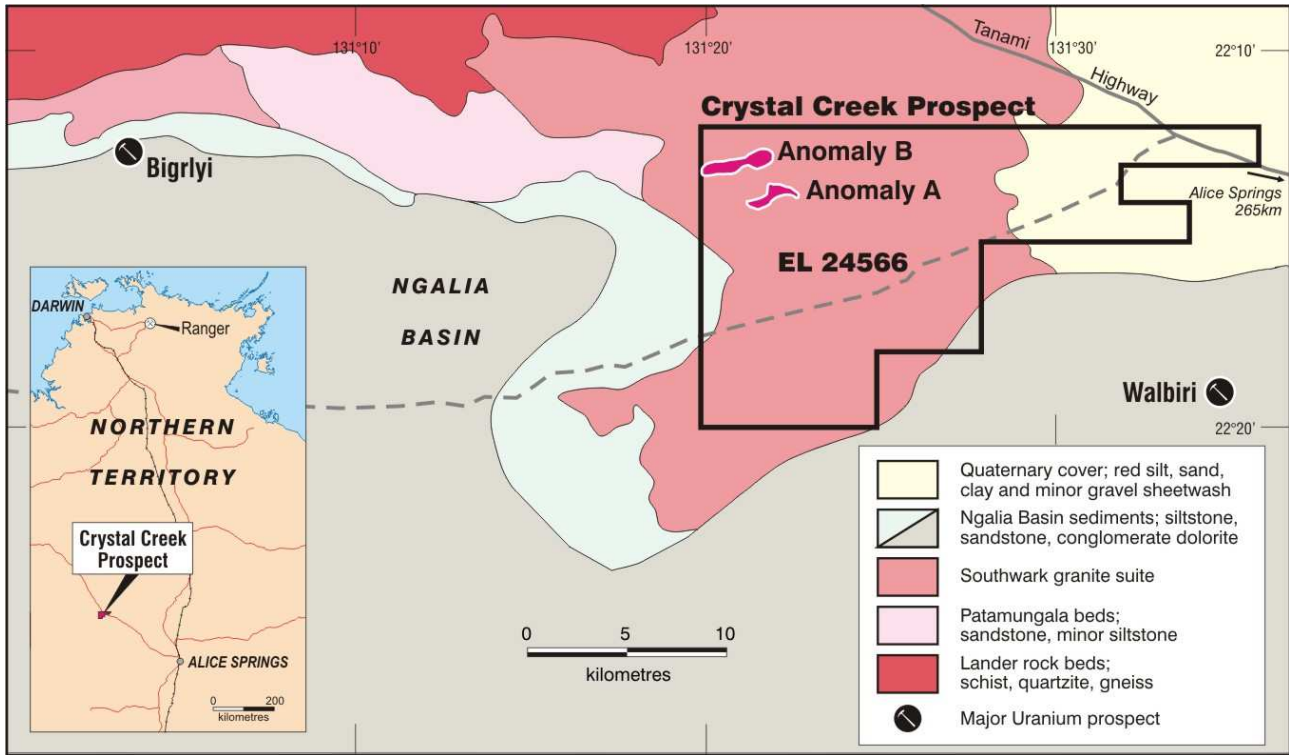 131°10'
131°20'
131°30'
22°10'
Tanami
Highway
Crystal Creek Prospect
Anomaly B
Anomaly A
Bigrlyi
Alice Springs
265km
EL 24566
NGALIA
BASIN
Walbiri
22°20'
DARWIN
Ranger
NORTHERN
TERRITORY
Crystal Creek
Prospect
ALICE SPRINGS
0 200
kilometres
0 5 10
kilometres
Quaternary cover; red silt, sand,
clay and minor gravel sheetwash
Ngalia Basin sediments; siltstone,
sandstone, conglomerate dolorite
Southwark granite suite
Patamungala beds;
sandstone, minor siltstone
Lander rock beds;
schist, quartzite, gneiss
Major Uranium prospect